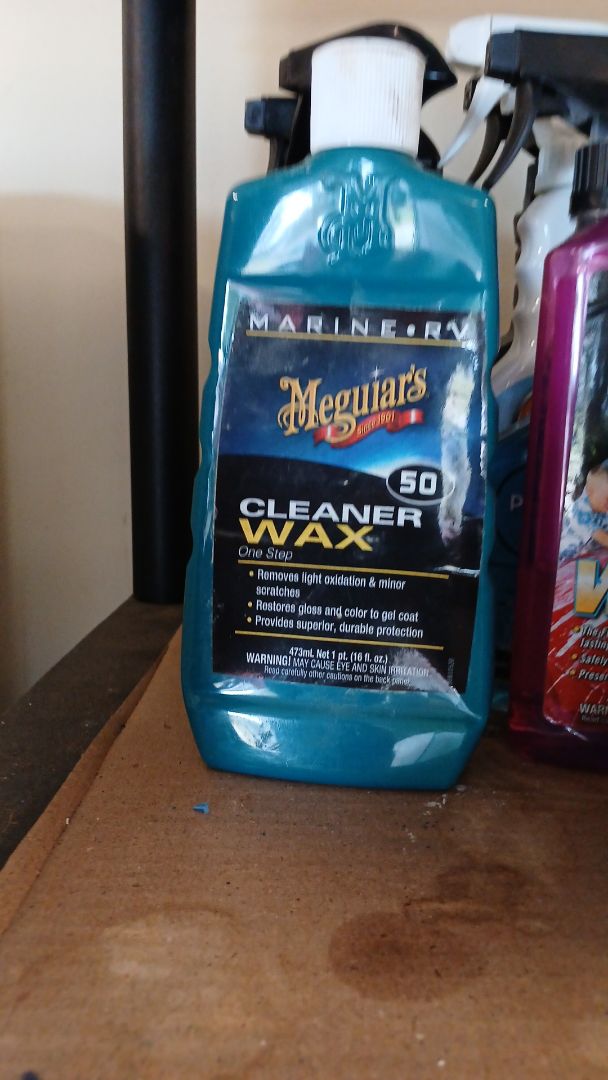 MARINE • RV
Meguiar's
Since 1901
50
CLEANER
WAX
One Step
• Removes light oxidation & minor
scratches
• Restores gloss and color to gel coat
• Provides superior, durable protection
473mL Net 1 pt. (16 fl. oz.)
WARNING! MAY CAUSE EYE AND SKIN IRRITATION.
Read carefully other cautions on the back panel.
W
• Safely
• Preser